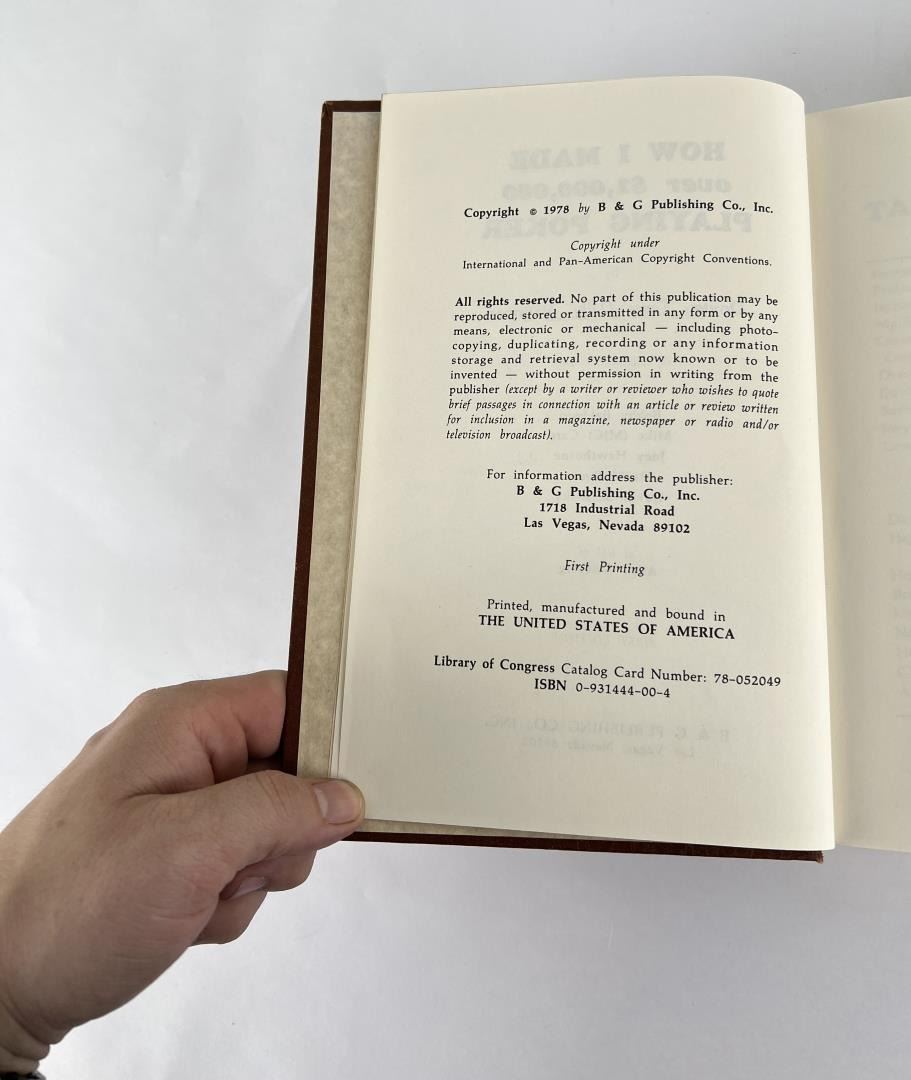 Copyright © 1978 by B & G Publishing Co., Inc.
Copyright under
International and Pan-American Copyright Conventions.
All rights reserved. No part of this publication may be
reproduced, stored or transmitted in any form or by any
means, electronic or mechanical — including photo-
copying, duplicating, recording or any information
storage and retrieval system now known or to be
invented — without permission in writing from the
publisher (except by a writer or reviewer who wishes to quote
brief passages in connection with an article or review written
for inclusion in a magazine, newspaper or radio and/or
television broadcast).
For information address the publisher:
B & G Publishing Co., Inc.
1718 Industrial Road
Las Vegas, Nevada 89102
First Printing
Printed, manufactured and bound in
THE UNITED STATES OF AMERICA
Library of Congress Catalog Card Number: 78-052049
ISBN 0-931444-00-4